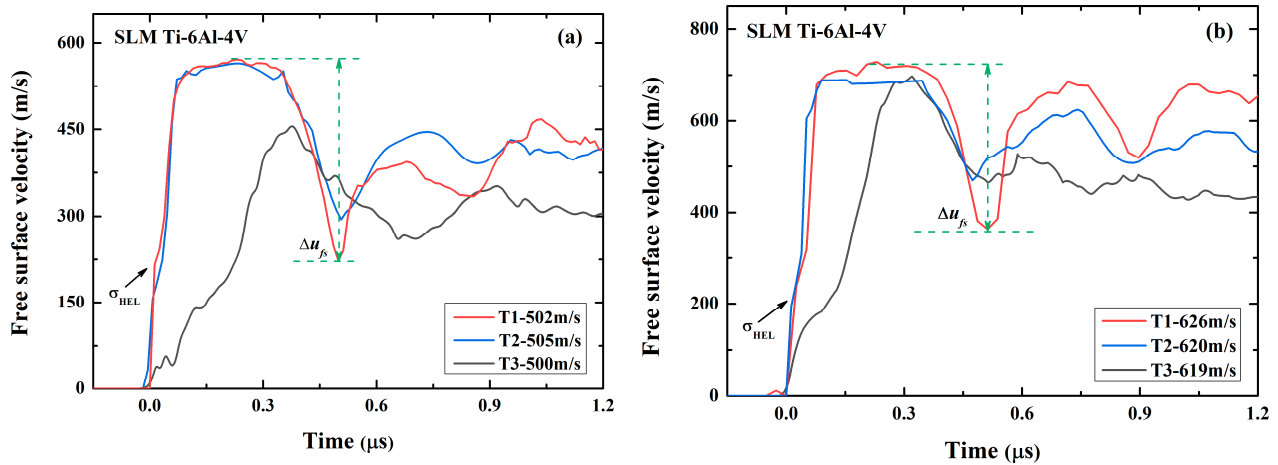 SLM Ti-6Al-4V
(a)
600
450
300
150
0
Free surface velocity (m/s)
σHEL
Δufs
T1-502m/s
T2-505m/s
T3-500m/s
0.0 0.3 0.6 0.9 1.2
Time (μs)
SLM Ti-6Al-4V
(b)
800
600
400
200
0
Free surface velocity (m/s)
σHEL
Δufs
T1-626m/s
T2-620m/s
T3-619m/s
0.0 0.3 0.6 0.9 1.2
Time (μs)